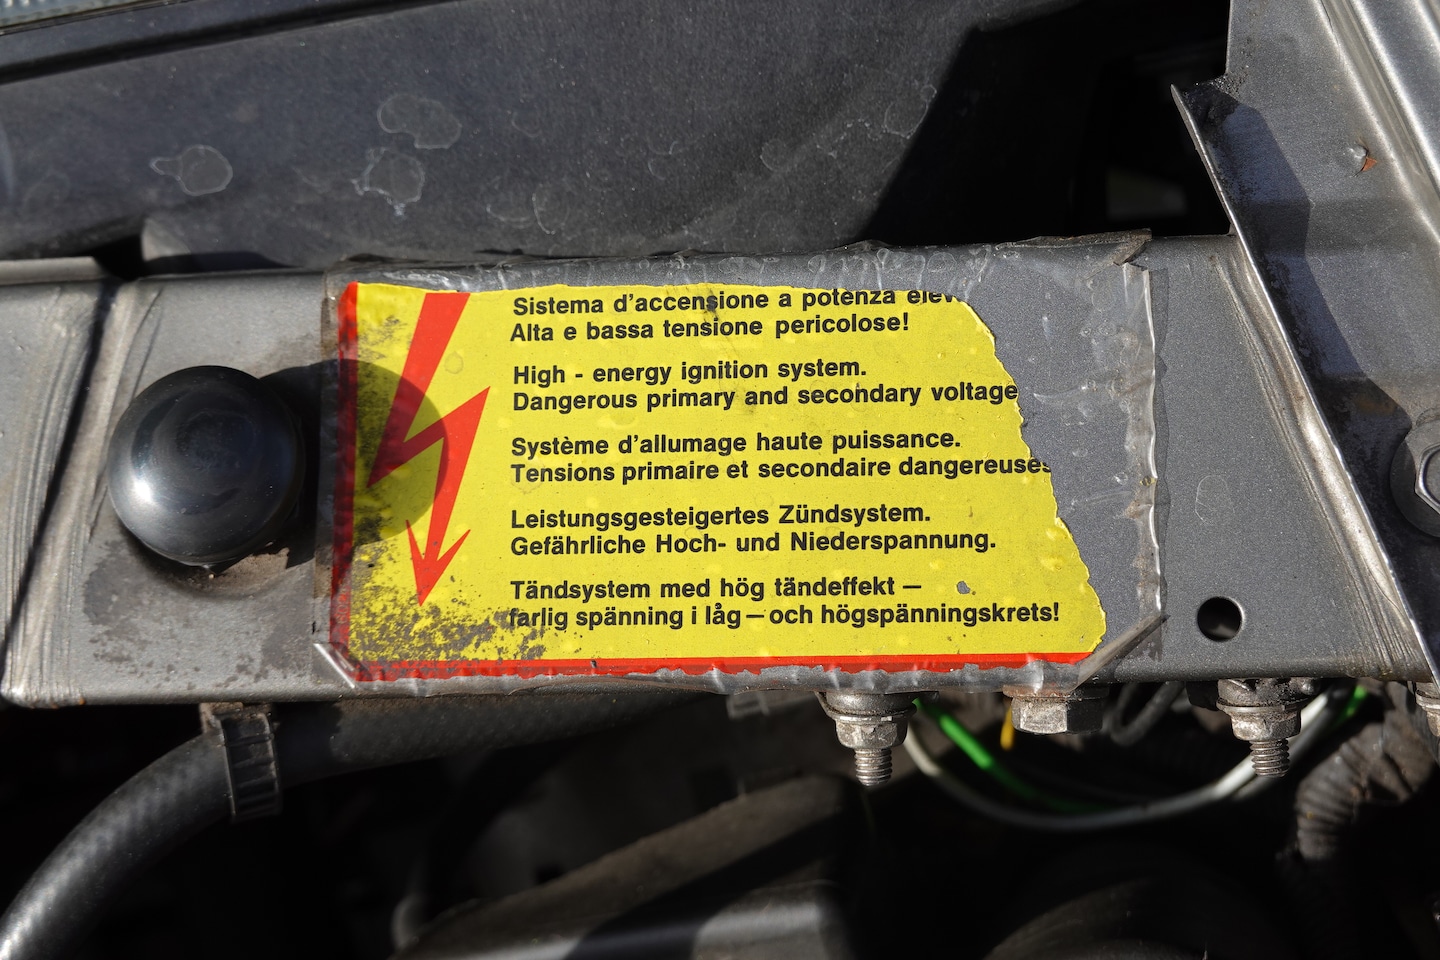 Sistema d'accensione a potenza
Alta e bassa tensione pericolose!
High - energy ignition system.
Dangerous primary and secondary voltage
Système d'allumage haute puissance.
Tensions primaire et secondaire dangereuses
Leistungsgesteigertes Zündsystem.
Gefährliche Hoch- und Niederspannung.
Tändsystem med hög tändeffekt —
farlig spänning i låg — och högspänningskrets!